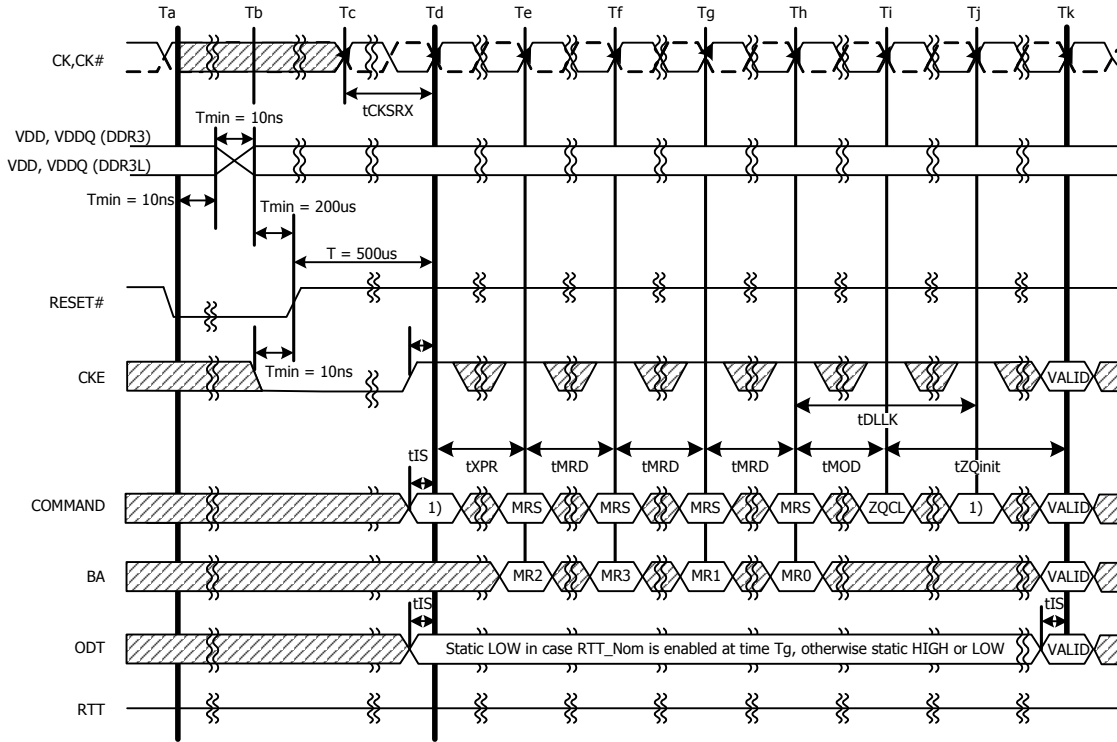 Ta Tb Tc Td Te Tf Tg Th Ti Tj Tk
CK,CK#
tCKSRX
Tmin = 10ns
VDD, VDDQ (DDR3)
VDD, VDDQ (DDR3L)
Tmin = 10ns
Tmin = 200us
T = 500us
RESET#
Tmin = 10ns
CKE
VALID
tDLLK
tIS
tXPR tMRD tMRD tMRD tMOD tZQinit
COMMAND 1) MRS MRS MRS MRS ZQCL 1) VALID
BA MR2 MR3 MR1 MR0 VALID
tIS tIS
ODT Static LOW in case RTT_Nom is enabled at time Tg, otherwise static HIGH or LOW VALID
RTT